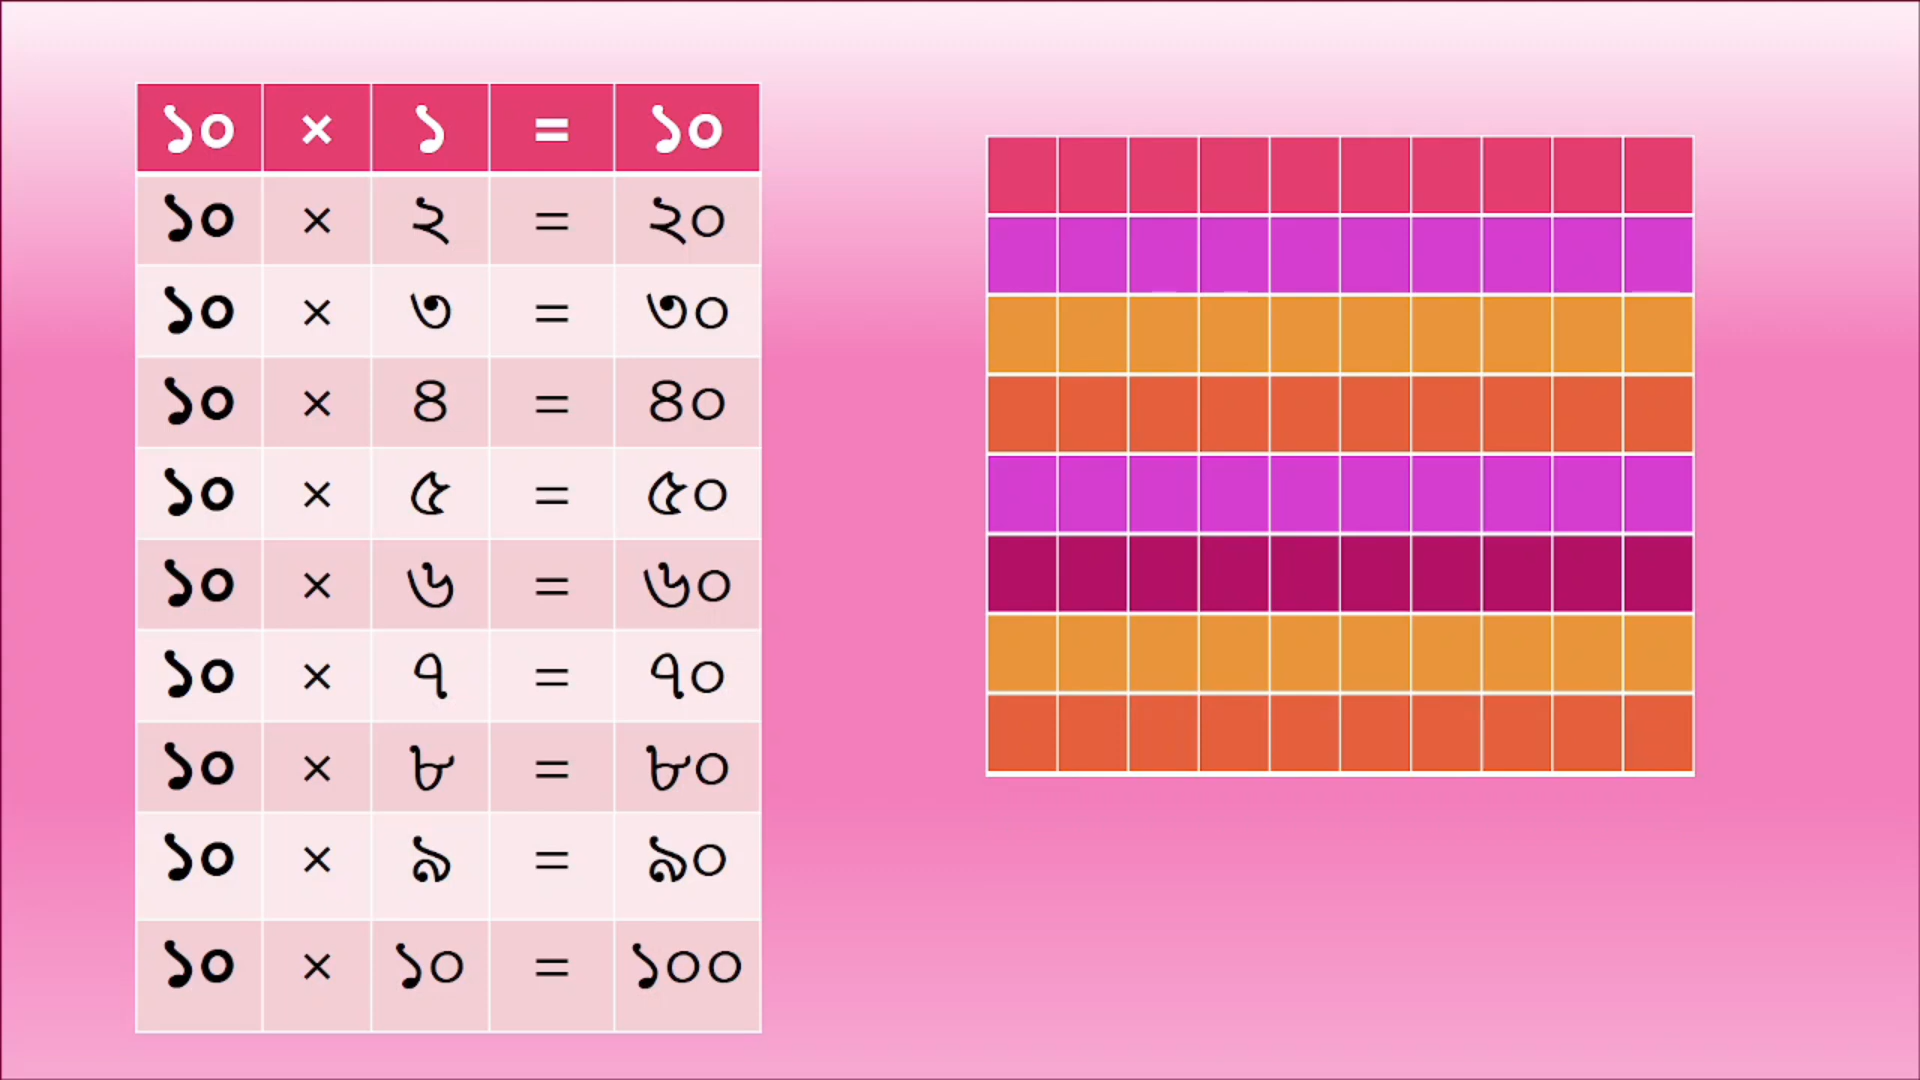 ১০ × ১ = ১০
১০ × ২ = ২০
১০ × ৩ = ৩০
১০ × ৪ = ৪০
১০ × ৫ = ৫০
১০ × ৬ = ৬০
১০ × ৭ = ৭০
১০ × ৮ = ৮০
১০ × ৯ = ৯০
১০ × ১০ = ১০০